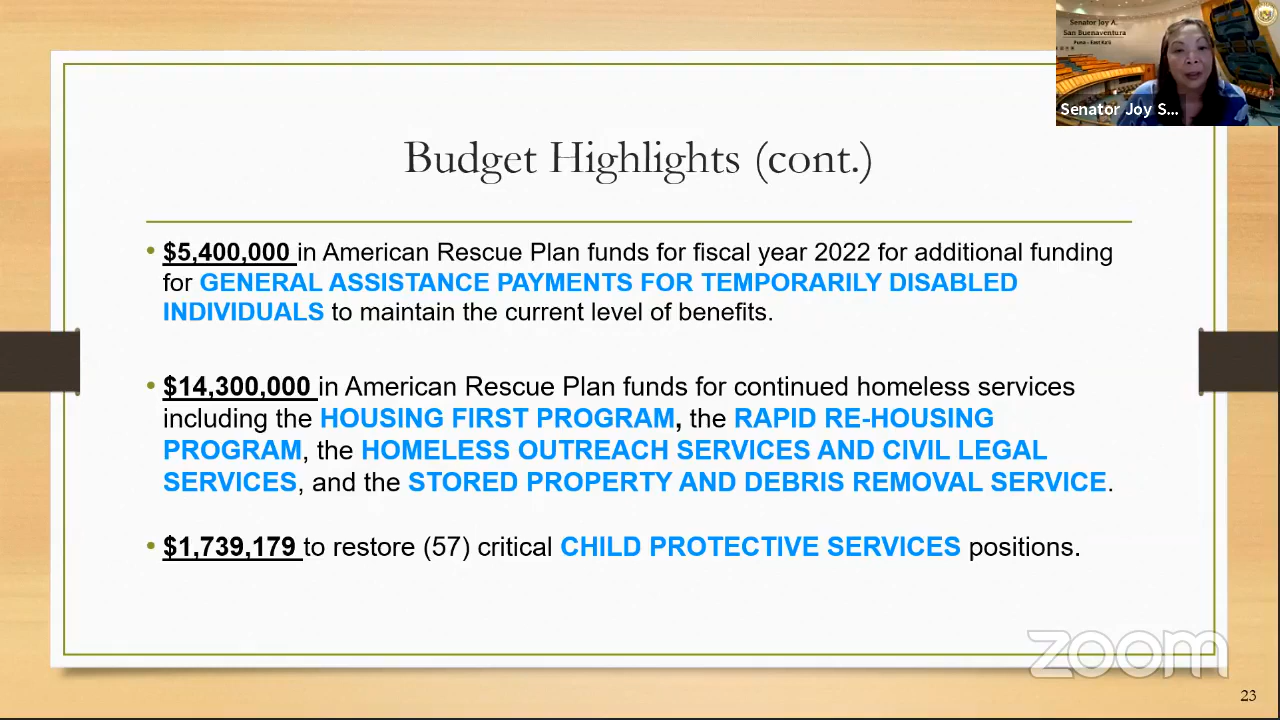 Senator Joy A.
San Buenaventura
Puna - East Ka'ū
Senator Joy S...
Budget Highlights (cont.)
• $5,400,000 in American Rescue Plan funds for fiscal year 2022 for additional funding
for GENERAL ASSISTANCE PAYMENTS FOR TEMPORARILY DISABLED
INDIVIDUALS to maintain the current level of benefits.
• $14,300,000 in American Rescue Plan funds for continued homeless services
including the HOUSING FIRST PROGRAM, the RAPID RE-HOUSING
PROGRAM, the HOMELESS OUTREACH SERVICES AND CIVIL LEGAL
SERVICES, and the STORED PROPERTY AND DEBRIS REMOVAL SERVICE.
• $1,739,179 to restore (57) critical CHILD PROTECTIVE SERVICES positions.
zoom
23